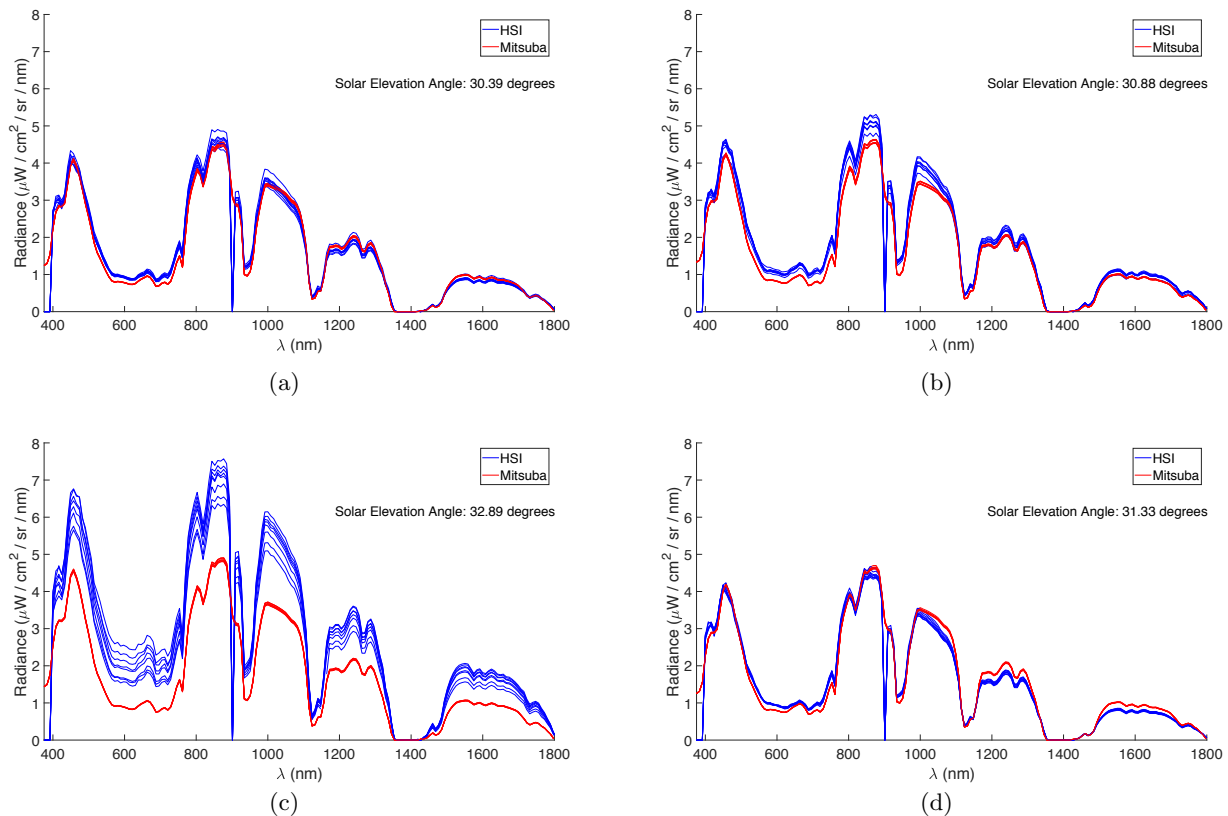 8
7
6
5
4
3
2
1
0
Radiance (μW / cm² / sr / nm)
HSI
Mitsuba
Solar Elevation Angle: 30.39 degrees
400 600 800 1000 1200 1400 1600 1800
λ (nm)
(a)
8
7
6
5
4
3
2
1
0
Radiance (μW / cm² / sr / nm)
HSI
Mitsuba
Solar Elevation Angle: 30.88 degrees
400 600 800 1000 1200 1400 1600 1800
λ (nm)
(b)
8
7
6
5
4
3
2
1
0
Radiance (μW / cm² / sr / nm)
HSI
Mitsuba
Solar Elevation Angle: 32.89 degrees
400 600 800 1000 1200 1400 1600 1800
λ (nm)
(c)
8
7
6
5
4
3
2
1
0
Radiance (μW / cm² / sr / nm)
HSI
Mitsuba
Solar Elevation Angle: 31.33 degrees
400 600 800 1000 1200 1400 1600 1800
λ (nm)
(d)